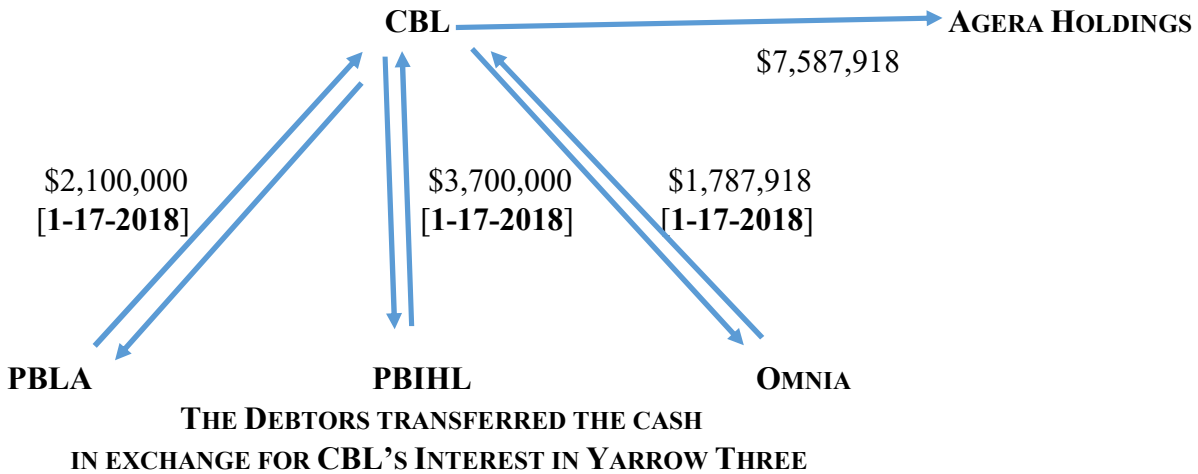 CBL AGERA HOLDINGS
$7,587,918
$2,100,000 $3,700,000 $1,787,918
[1-17-2018] [1-17-2018] [1-17-2018]
PBLA PBIHL OMNIA
THE DEBTORS TRANSFERRED THE CASH
IN EXCHANGE FOR CBL'S INTEREST IN YARROW THREE